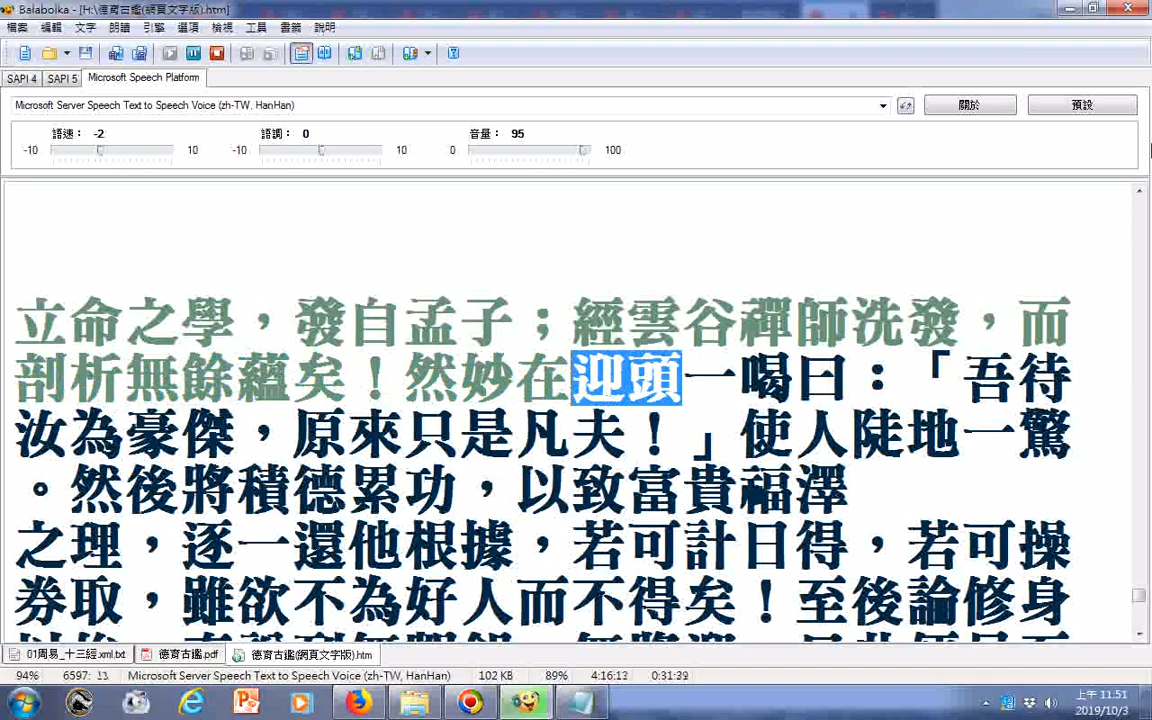 Balabolka - [H:\德育古鑑(網頁文字版).htm]
檔案 編輯 文字 朗讀 引擎 選項 檢視 工具 書籤 說明
SAPI 4 SAPI 5 Microsoft Speech Platform
Microsoft Server Speech Text to Speech Voice (zh-TW, HanHan) 關於 預設
語速： -2 語調： 0 音量： 95
-10 10 -10 10 0 100
立命之學，發自孟子；經雲谷禪師洗發，而
剖析無餘蘊矣！然妙在迎頭一喝曰：「吾待
汝為豪傑，原來只是凡夫！」使人陡地一驚
。然後將積德累功，以致富貴福澤
之理，逐一還他根據，若可計日得，若可操
券取，雖欲不為好人而不得矣！至後論修身
01周易_十三經.xml.txt 德育古鑑.pdf 德育古鑑(網頁文字版).htm
94% 6597: 11 Microsoft Server Speech Text to Speech Voice (zh-TW, HanHan) 102 KB 89% 4:16:13 0:31:39
上午 11:51
2019/10/3